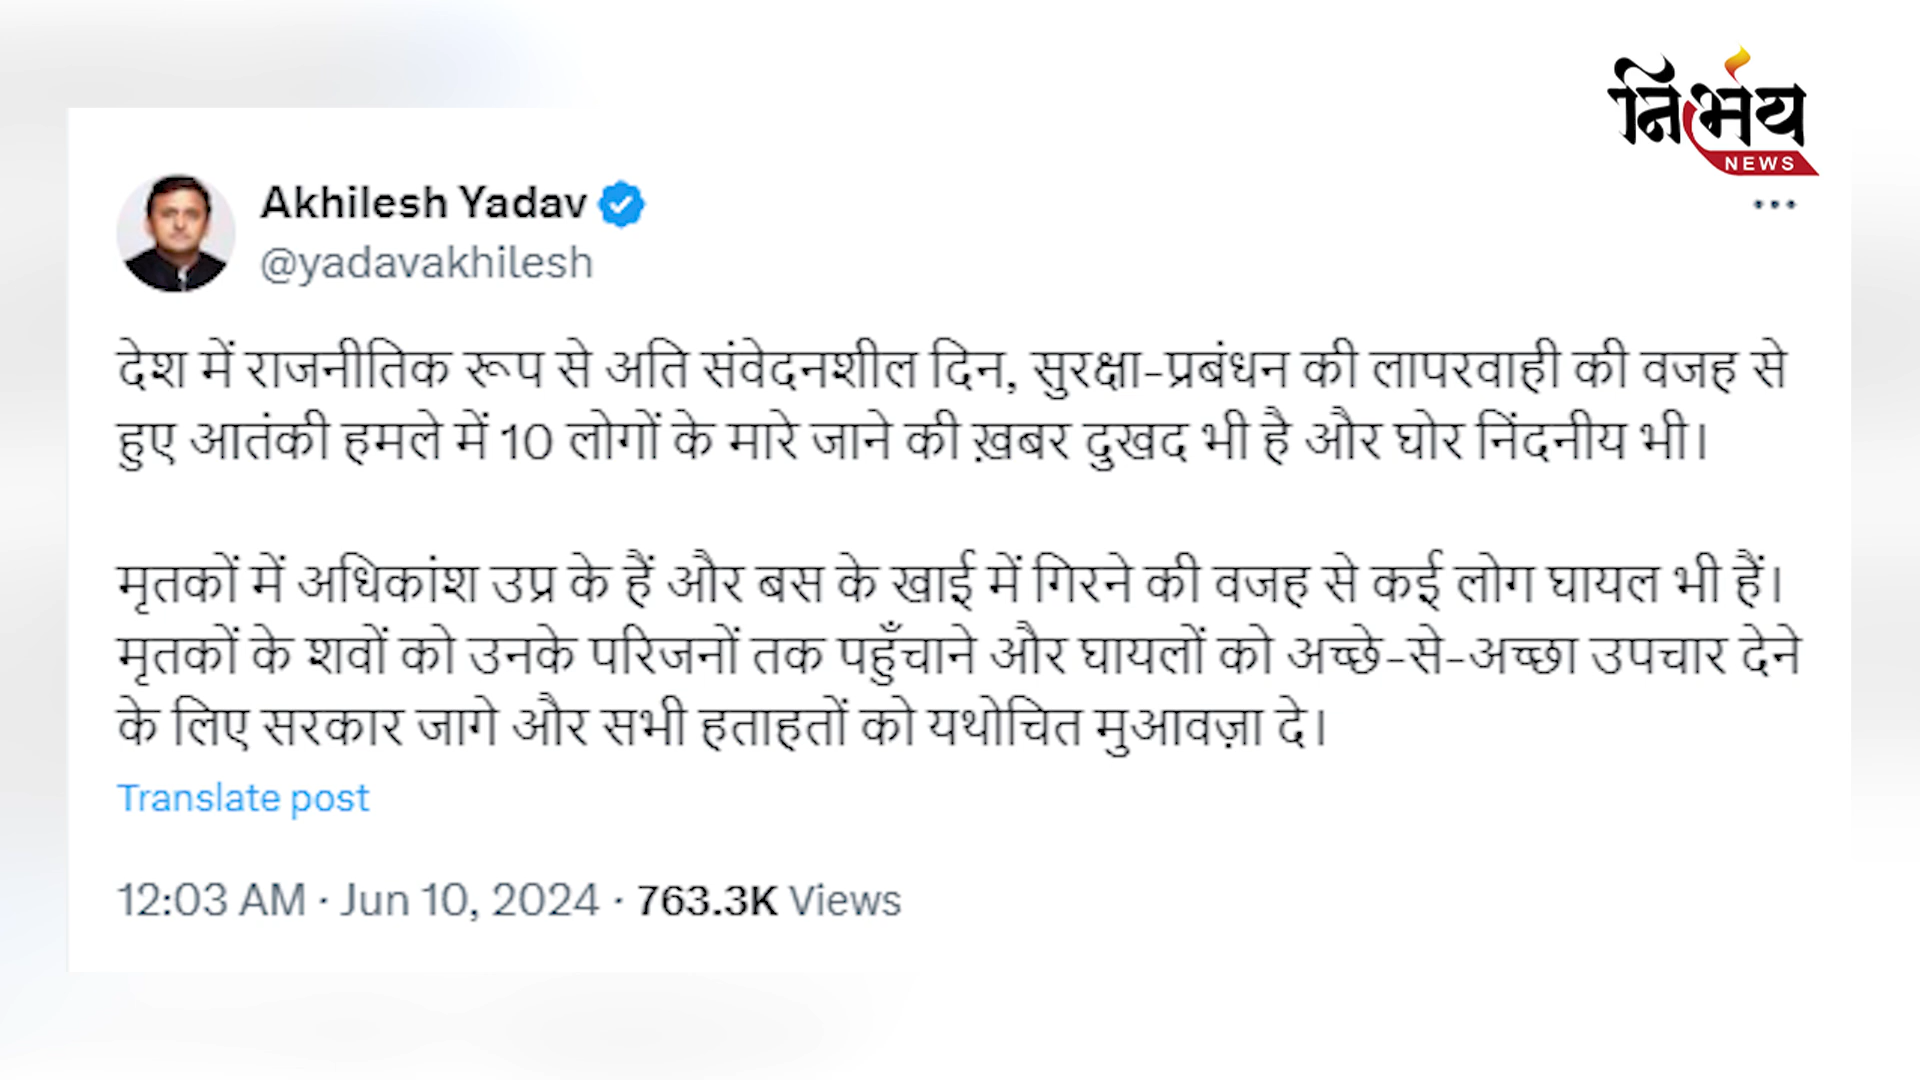 निर्भय
NEWS
Akhilesh Yadav
@yadavakhilesh
देश में राजनीतिक रूप से अति संवेदनशील दिन, सुरक्षा-प्रबंधन की लापरवाही की वजह से
हुए आतंकी हमले में 10 लोगों के मारे जाने की ख़बर दुखद भी है और घोर निंदनीय भी।
मृतकों में अधिकांश उप्र के हैं और बस के खाई में गिरने की वजह से कई लोग घायल भी हैं।
मृतकों के शवों को उनके परिजनों तक पहुँचाने और घायलों को अच्छे-से-अच्छा उपचार देने
के लिए सरकार जागे और सभी हताहतों को यथोचित मुआवज़ा दे।
Translate post
12:03 AM · Jun 10, 2024 · 763.3K Views